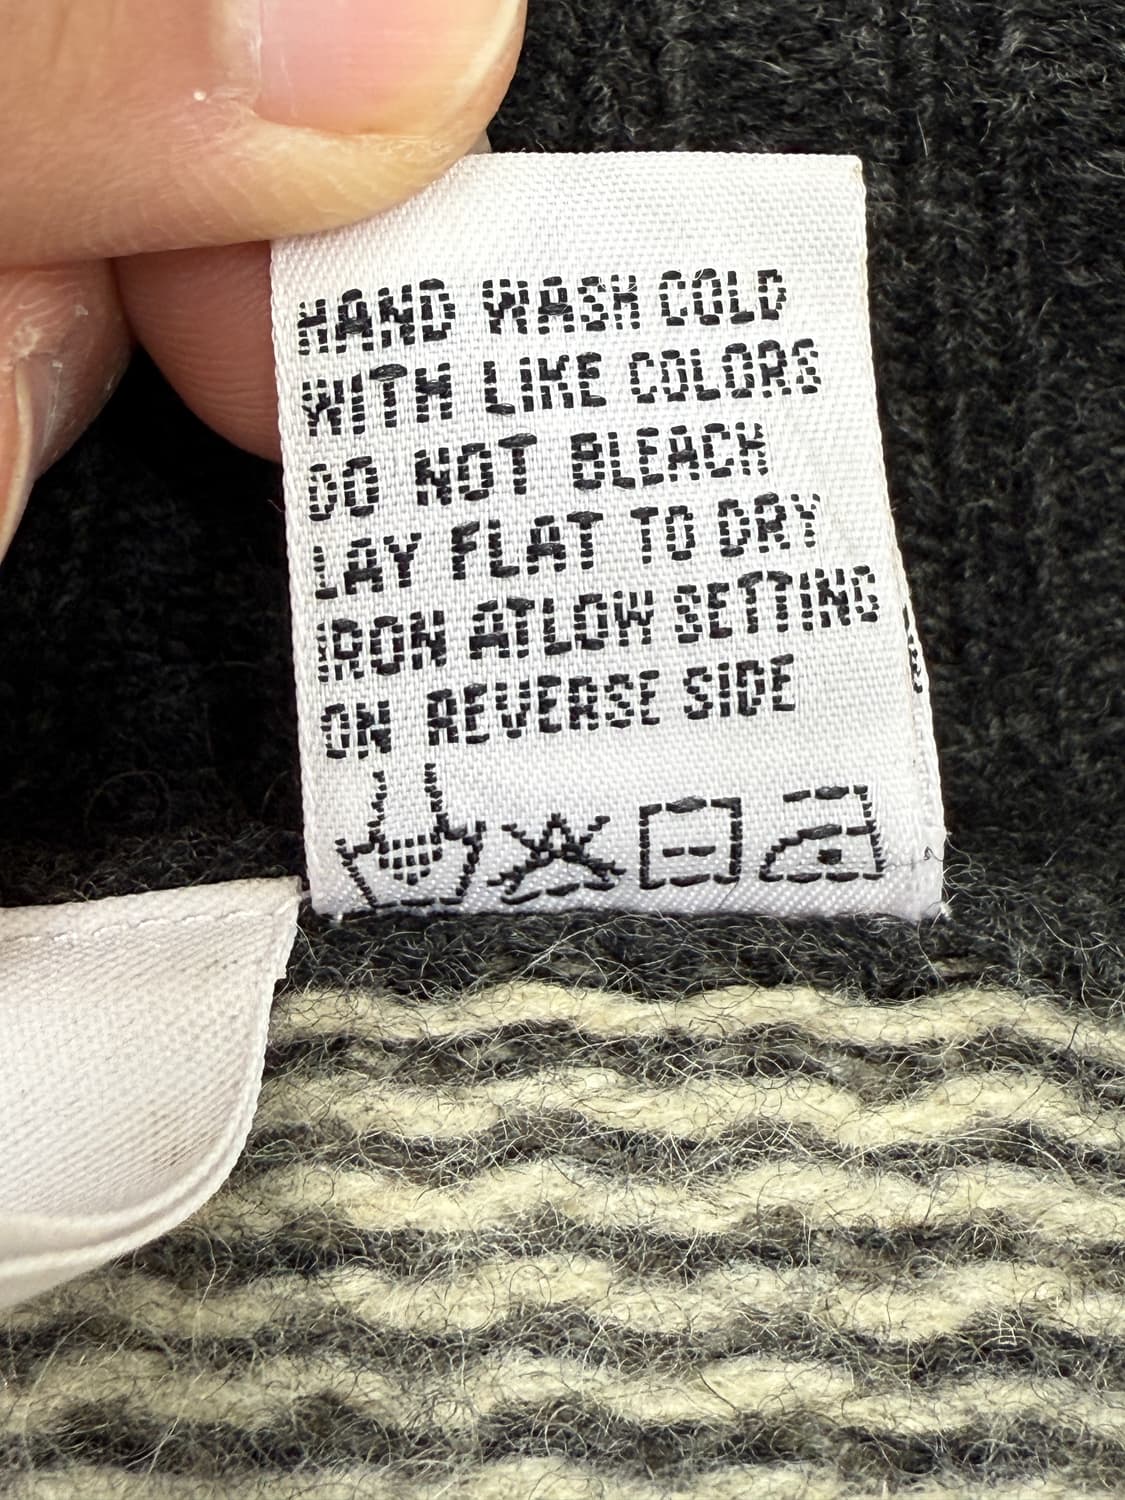 HAND WASH COLD
WITH LIKE COLORS
DO NOT BLEACH
LAY FLAT TO DRY
IRON ATLOW SETTING
ON REVERSE SIDE